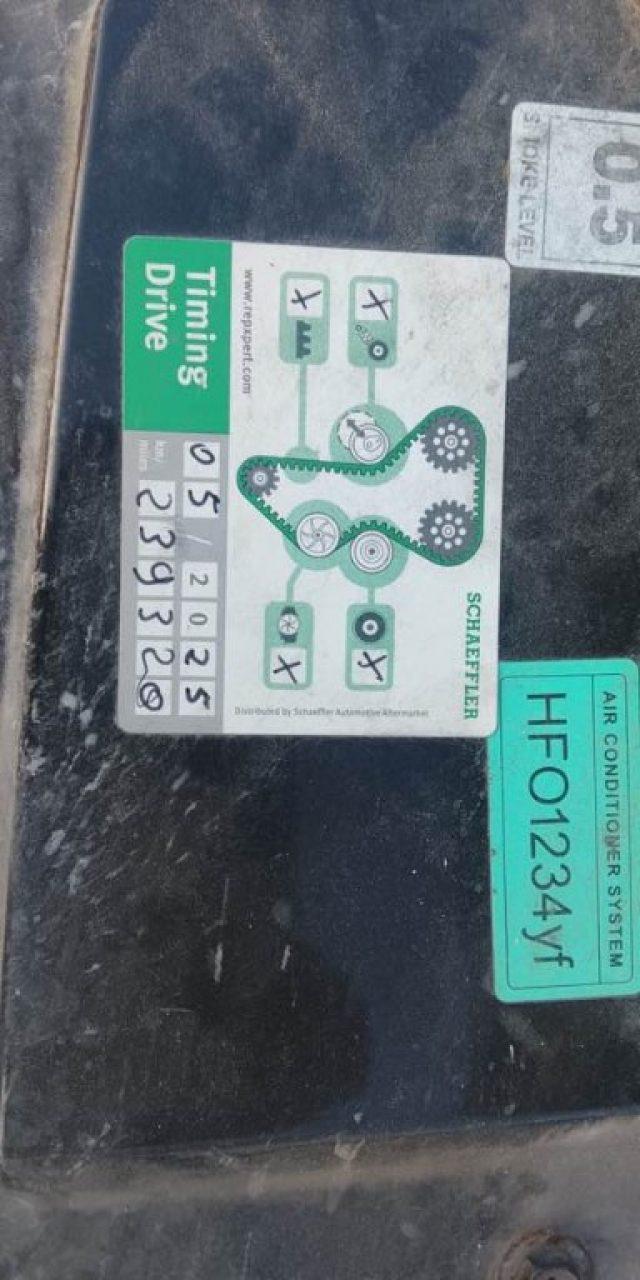 0.5
SMOKE LEVEL
SCHAEFFLER
X
X
X
X
Distributed by Schaeffler Automotive Aftermarket
www.repxpert.com
Timing
Drive
05/2025
km/
miles
239320
AIR CONDITIONER SYSTEM
HFO1234yf